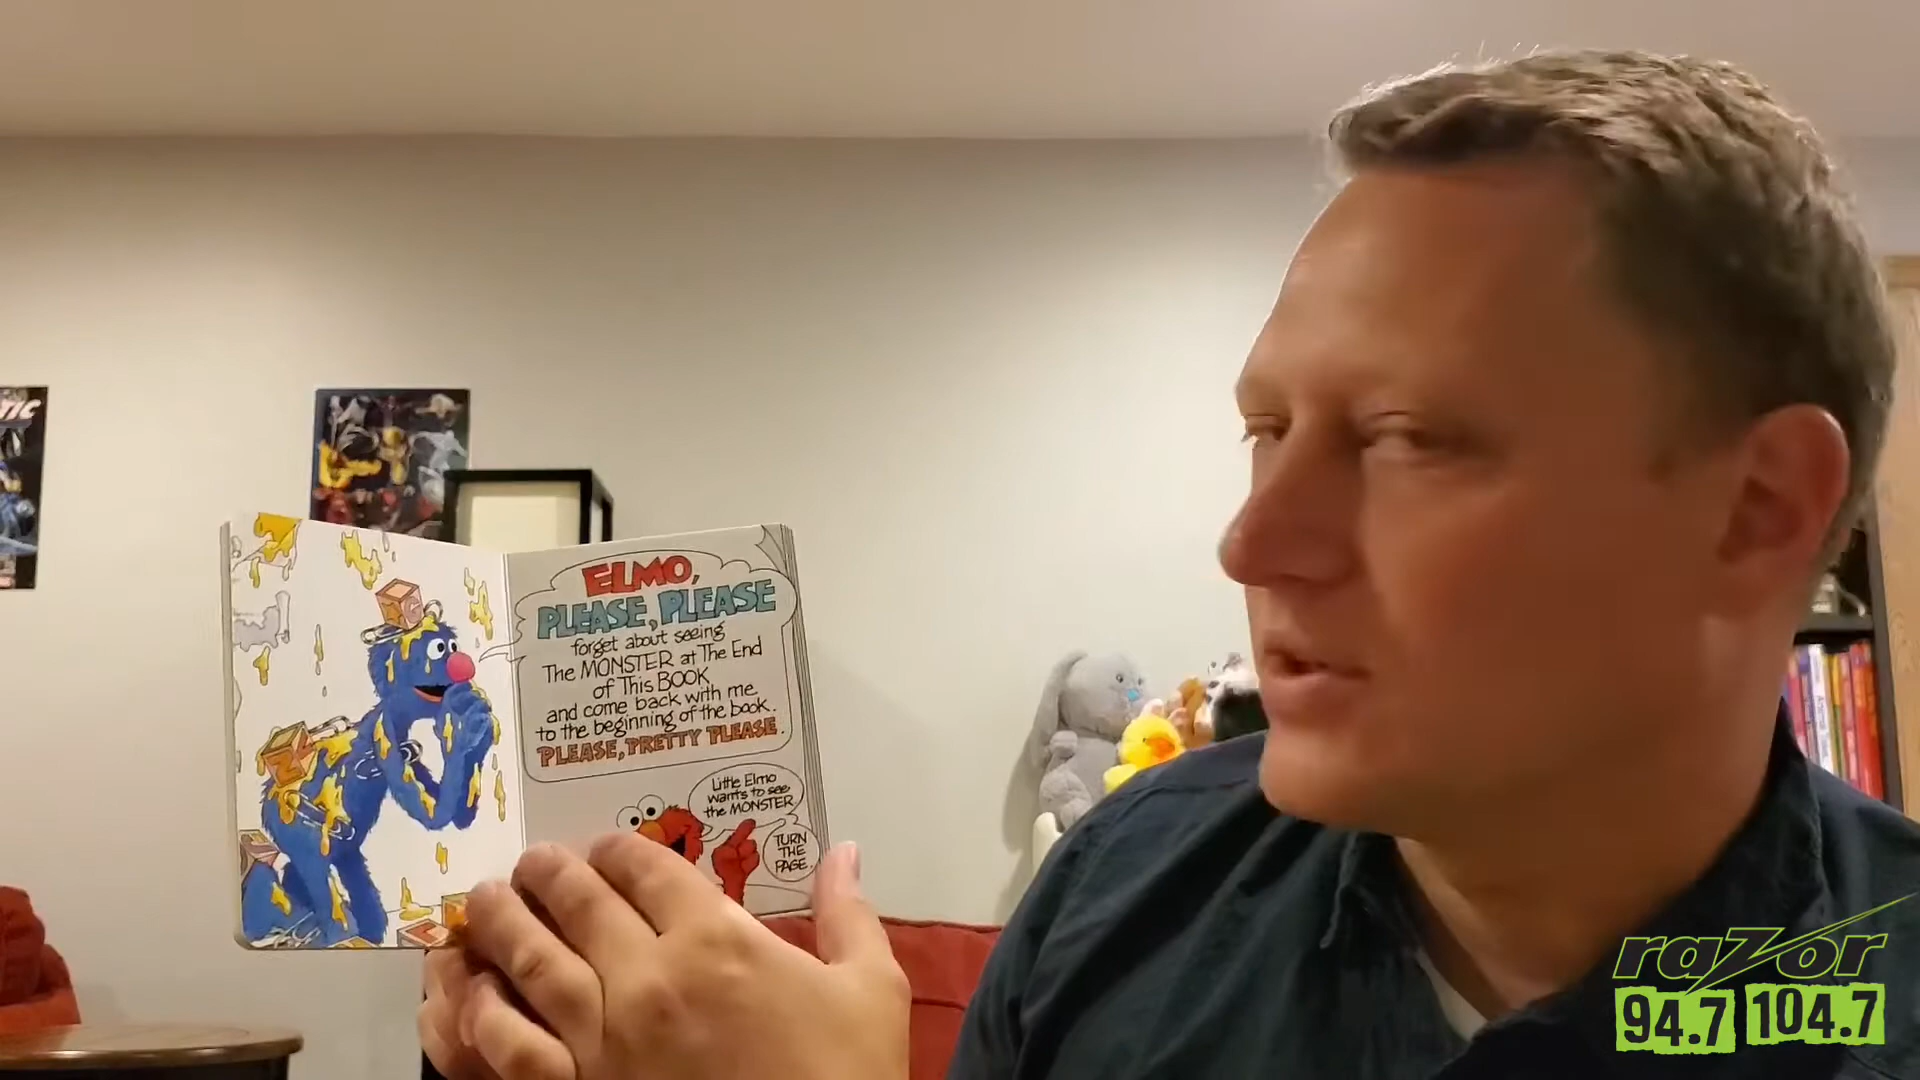 TIC
ELMO,
PLEASE, PLEASE
forget about seeing
The MONSTER at The End
of This BOOK
and come back with me
to the beginning of the book.
PLEASE, PRETTY PLEASE.
Little Elmo
wants to see
the MONSTER
TURN
THE
PAGE.
Z
razor
94.7 104.7